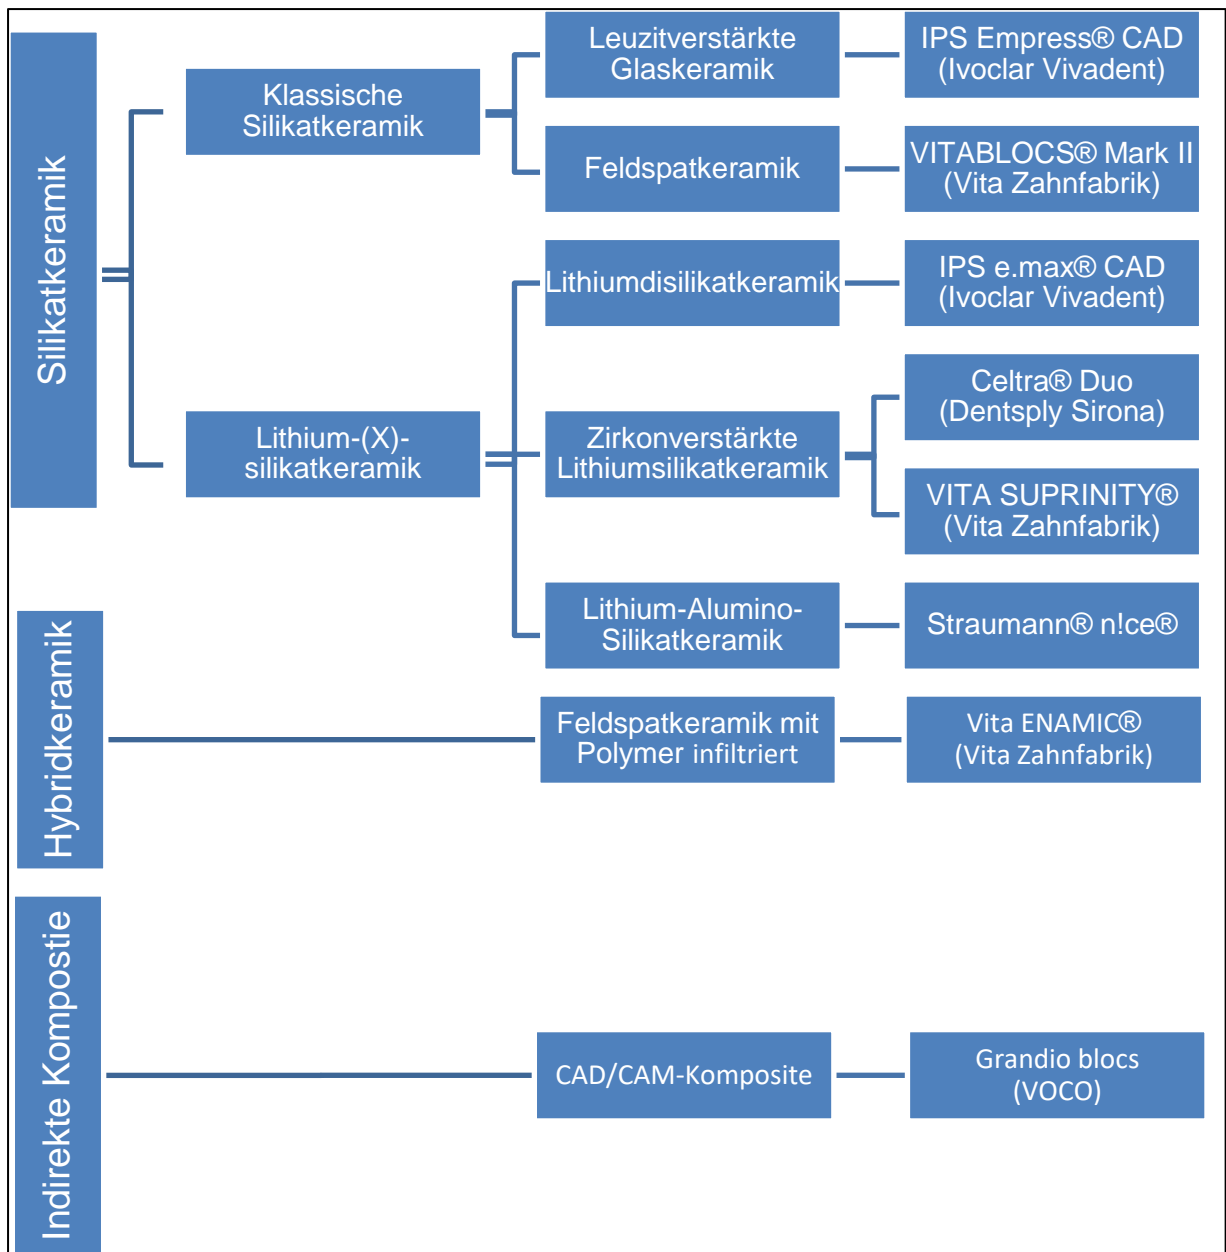 Silikatkeramik
Klassische
Silikatkeramik
Leuzitverstärkte
Glaskeramik
IPS Empress® CAD
(Ivoclar Vivadent)
Feldspatkeramik
VITABLOCS® Mark II
(Vita Zahnfabrik)
Lithium-(X)-
silikatkeramik
Lithiumdisilikatkeramik
IPS e.max® CAD
(Ivoclar Vivadent)
Zirkonverstärkte
Lithiumsilikatkeramik
Celtra® Duo
(Dentsply Sirona)
VITA SUPRINITY®
(Vita Zahnfabrik)
Lithium-Alumino-
Silikatkeramik
Straumann® n!ce®
Hybridkeramik
Feldspatkeramik mit
Polymer infiltriert
Vita ENAMIC®
(Vita Zahnfabrik)
Indirekte Kompostie
CAD/CAM-Komposite
Grandio blocs
(VOCO)